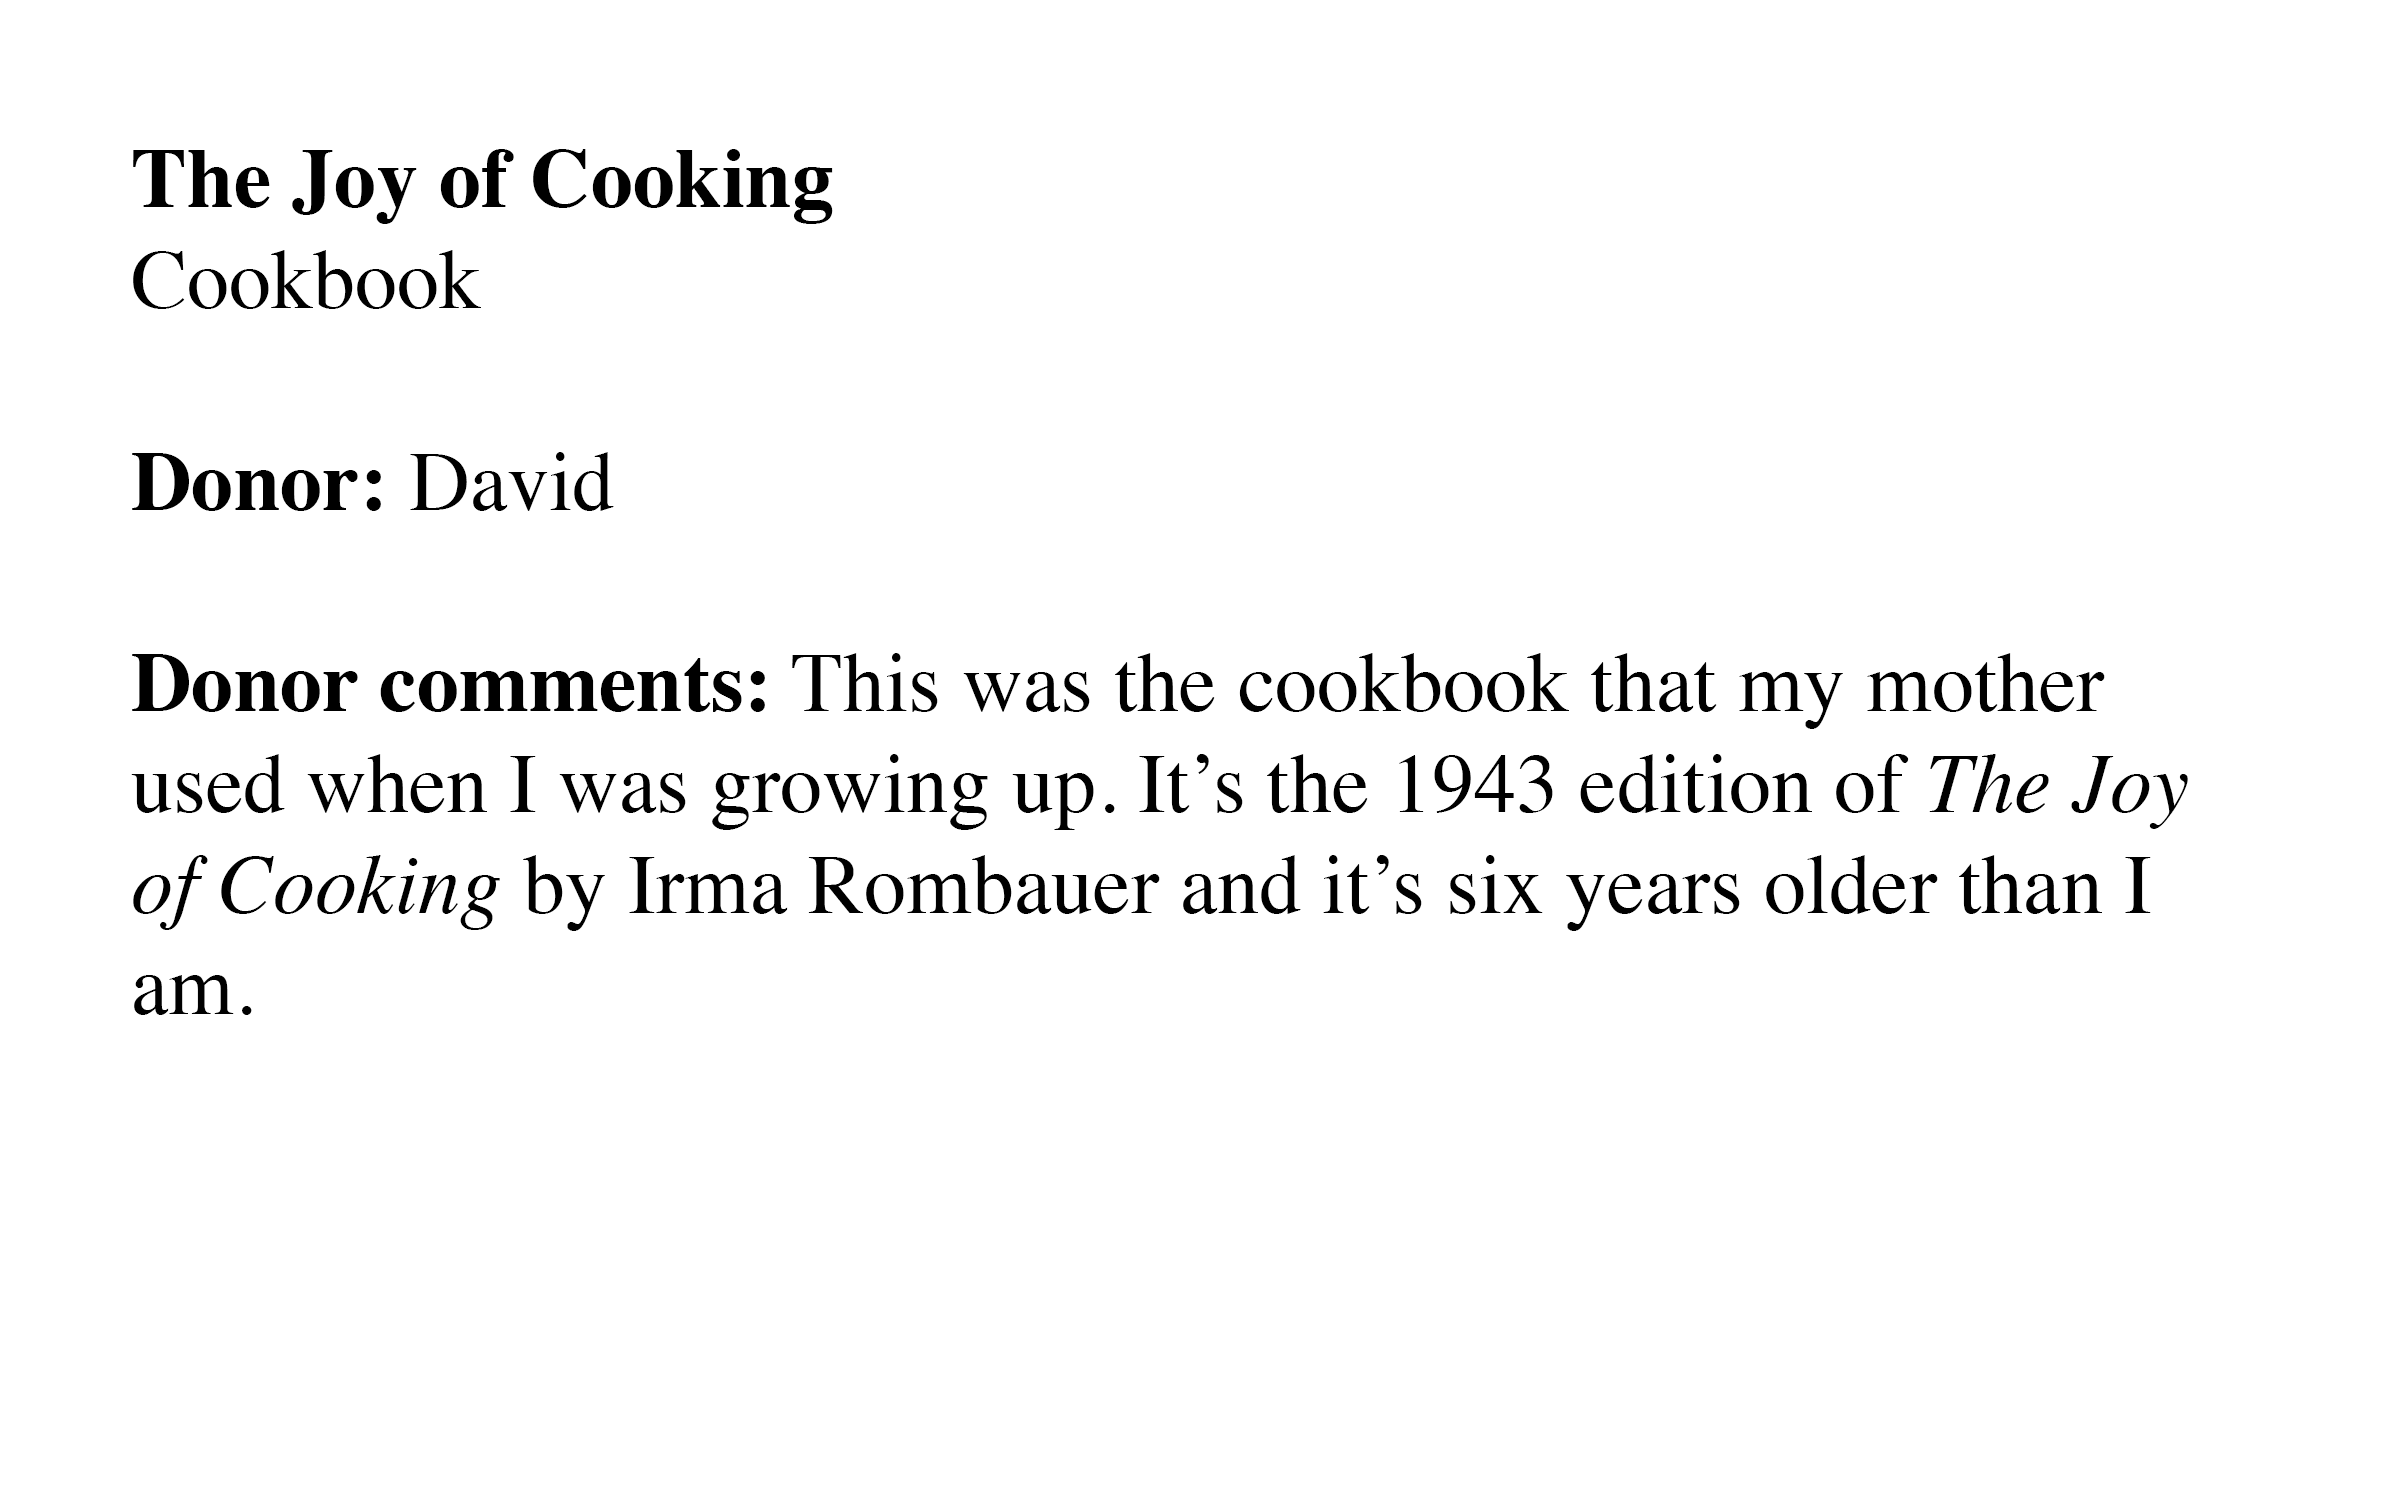 The Joy of Cooking
Cookbook
Donor: David
Donor comments: This was the cookbook that my mother
used when I was growing up. It’s the 1943 edition of The Joy
of Cooking by Irma Rombauer and it’s six years older than I
am.